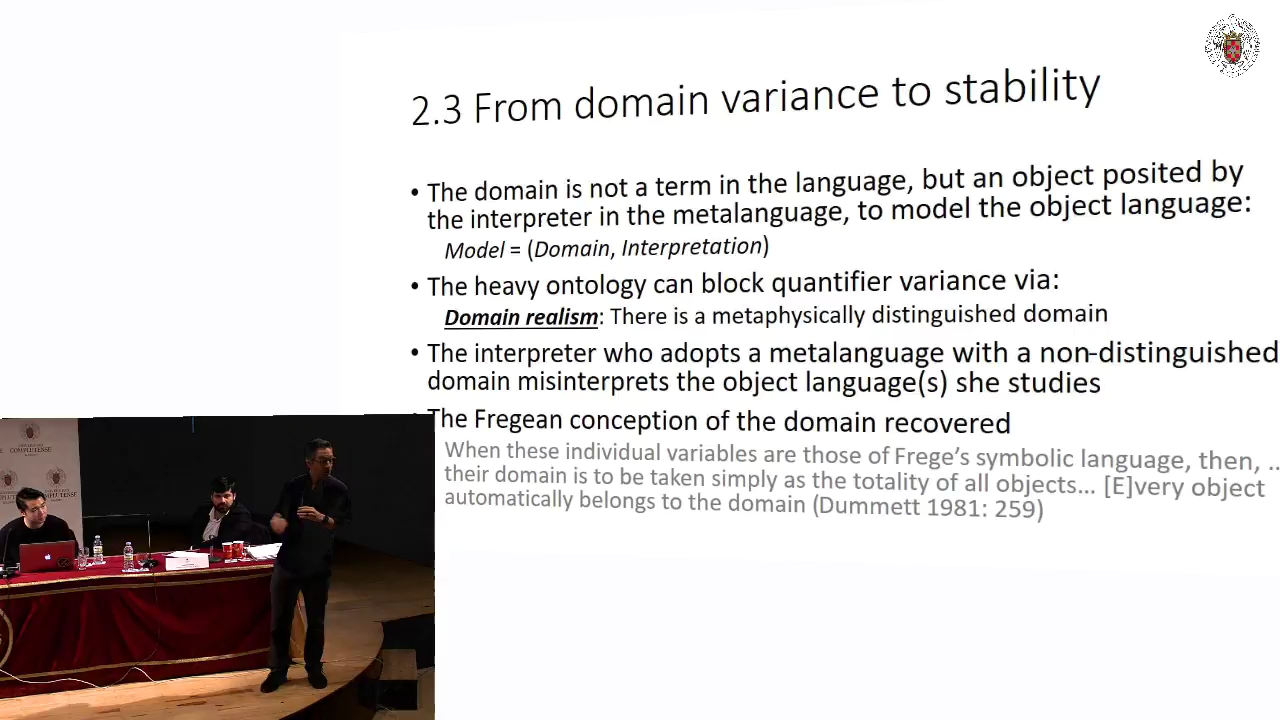 2.3 From domain variance to stability
• The domain is not a term in the language, but an object posited by
the interpreter in the metalanguage, to model the object language:
Model = (Domain, Interpretation)
• The heavy ontology can block quantifier variance via:
Domain realism: There is a metaphysically distinguished domain
• The interpreter who adopts a metalanguage with a non-distinguished
domain misinterprets the object language(s) she studies
• The Fregean conception of the domain recovered
When these individual variables are those of Frege's symbolic language, then, ..
their domain is to be taken simply as the totality of all objects... [E]very object
automatically belongs to the domain (Dummett 1981: 259)
COMPLUTENSE